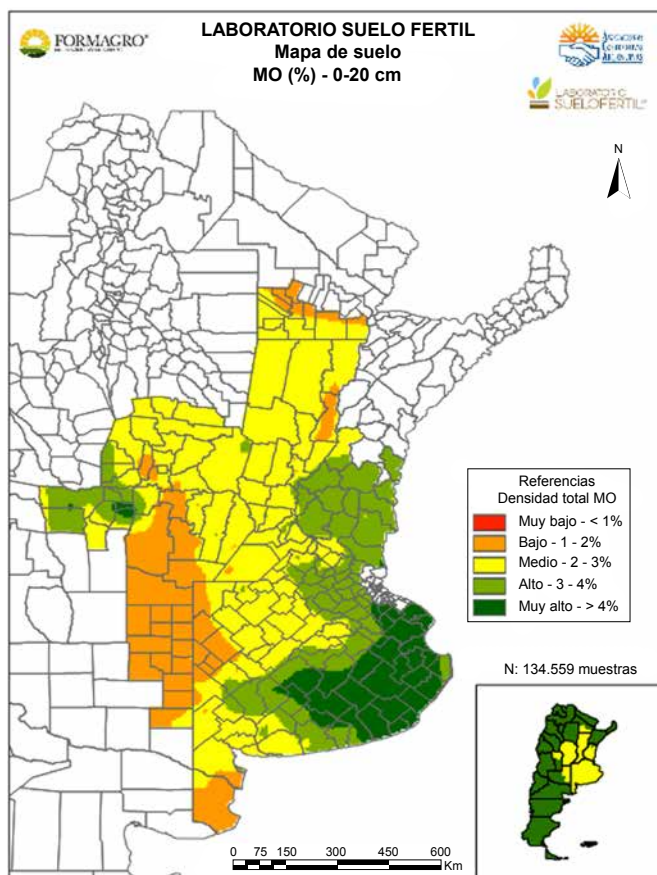 FORMAGRO
LABORATORIO SUELO FERTIL
Mapa de suelo
MO (%) - 0-20 cm
LABORATORIO
SUELOFERTIL
N
Referencias
Densidad total MO
Muy bajo - < 1%
Bajo - 1 - 2%
Medio - 2 - 3%
Alto - 3 - 4%
Muy alto - > 4%
N: 134.559 muestras
0 75 150 300 450 600
Km